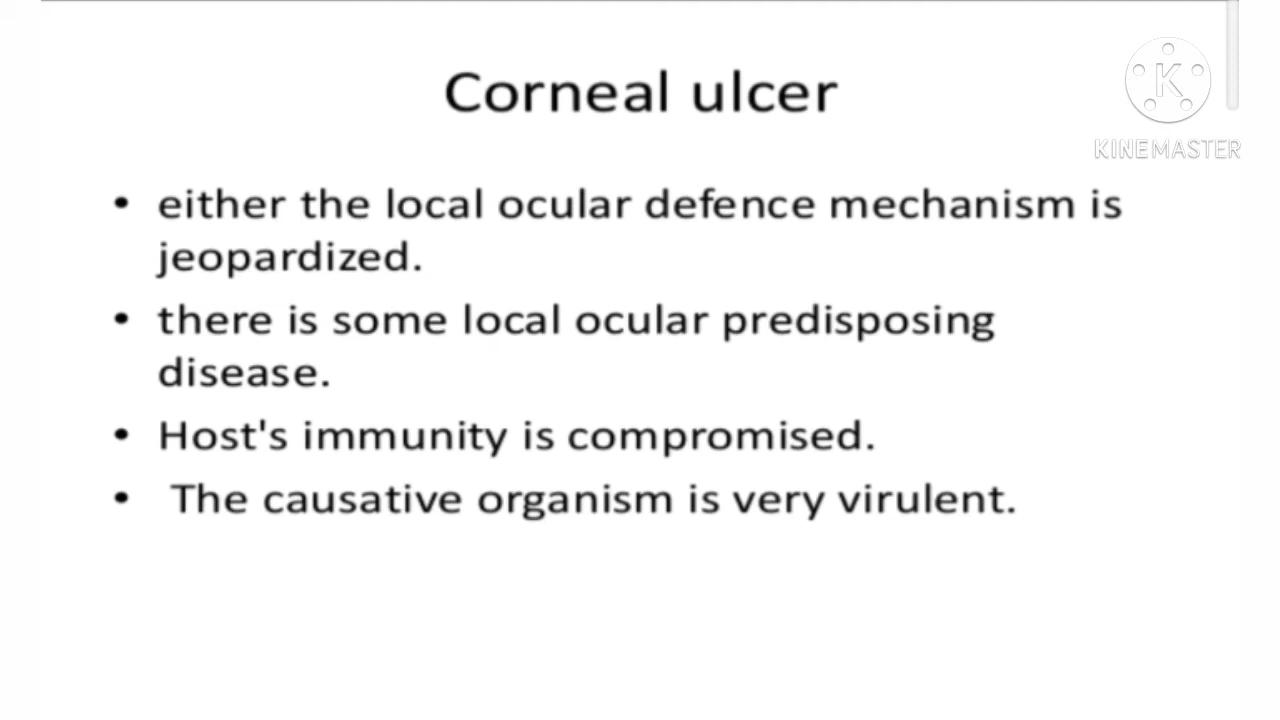 Corneal ulcer
K
KINEMASTER
• either the local ocular defence mechanism is
jeopardized.
• there is some local ocular predisposing
disease.
• Host's immunity is compromised.
• The causative organism is very virulent.